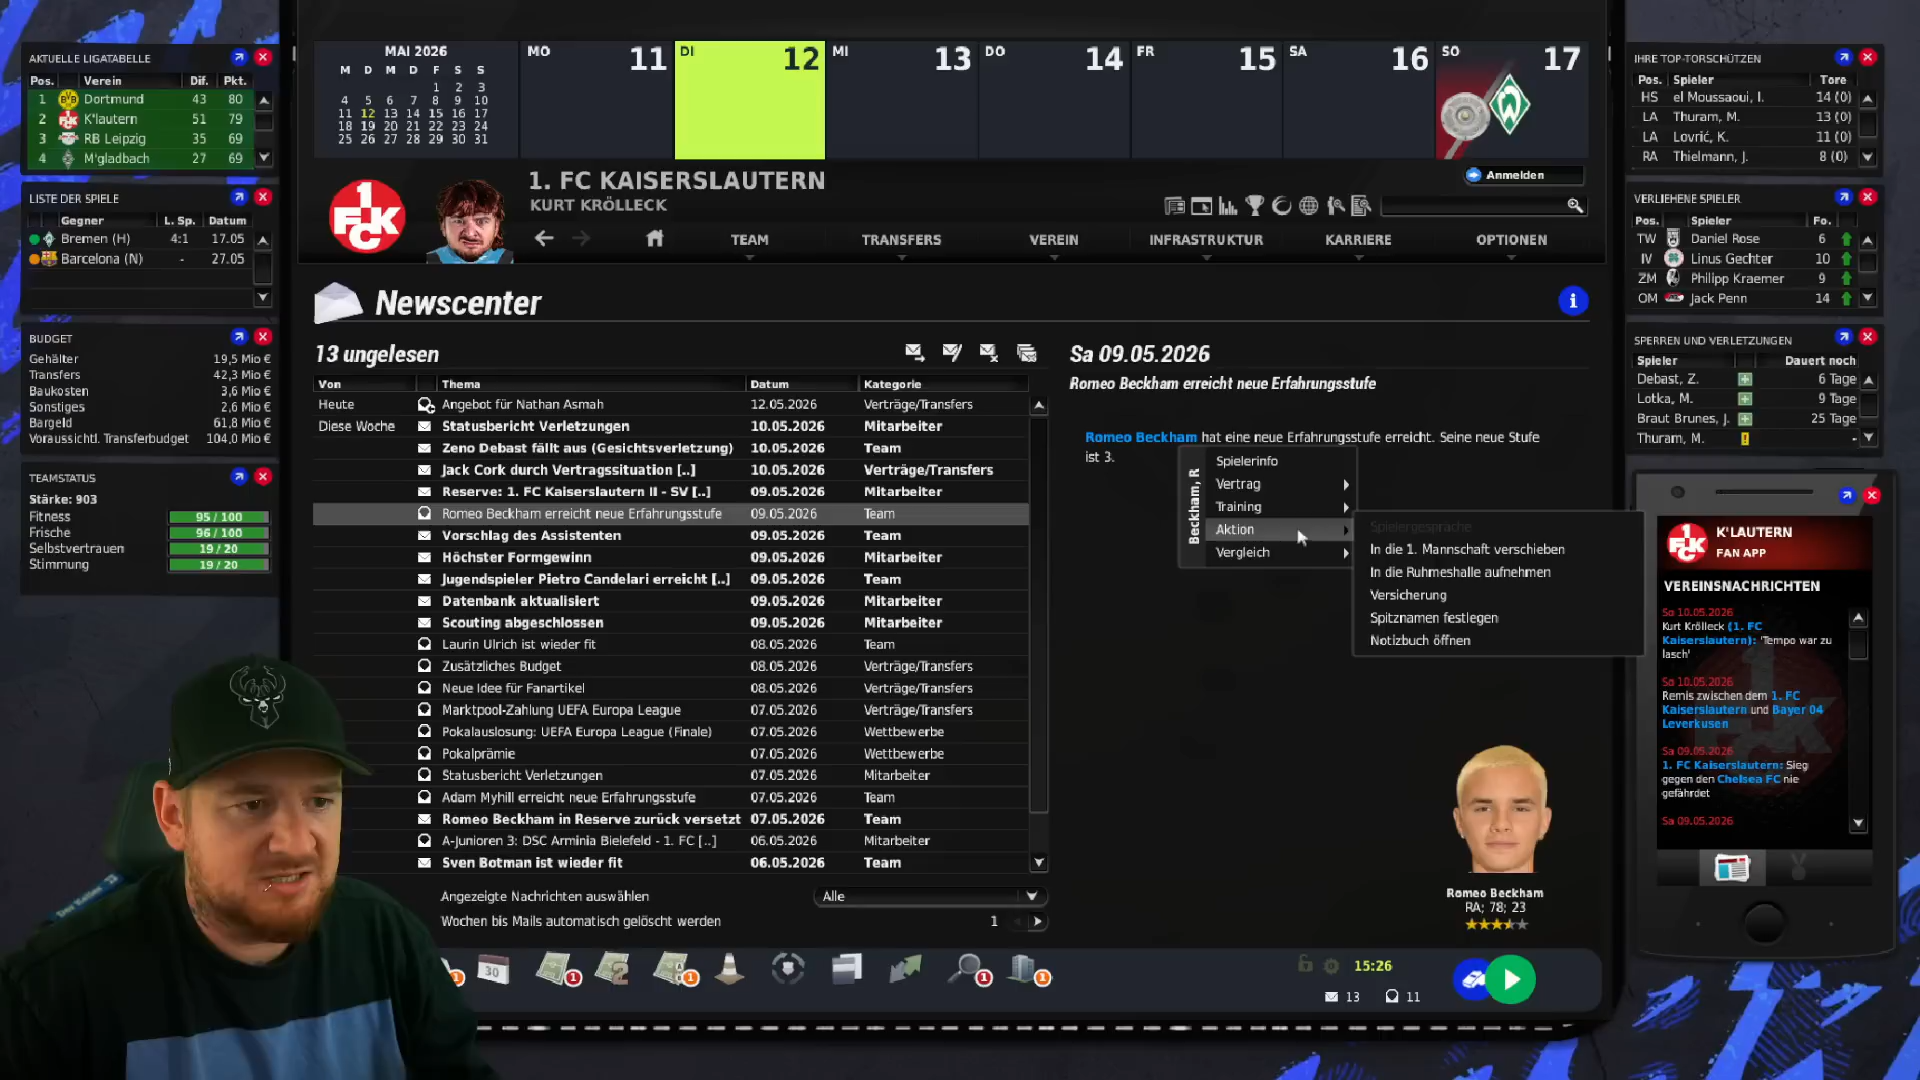 AKTUELLE LIGATABELLE
Pos. Verein Dif. Pkt.
1 Dortmund 43 80
2 K'lautern 51 79
3 RB Leipzig 35 69
4 M'gladbach 27 69
LISTE DER SPIELE
Gegner L. Sp. Datum
Bremen (H) 4:1 17.05
Barcelona (N) - 27.05
BUDGET
Gehälter 19,5 Mio €
Transfers 42,3 Mio €
Baukosten 3,6 Mio €
Sonstiges 2,6 Mio €
Bargeld 61,8 Mio €
Voraussichtl. Transferbudget 104,0 Mio €
TEAMSTATUS
Stärke: 903
Fitness 95 / 100
Frische 96 / 100
Selbstvertrauen 19 / 20
Stimmung 19 / 20
MAI 2026
M D M D F S S
1 2 3
4 5 6 7 8 9 10
11 12 13 14 15 16 17
18 19 20 21 22 23 24
25 26 27 28 29 30 31
MO 11 DI 12 MI 13 DO 14 FR 15 SA 16 SO 17
1. FC KAISERSLAUTERN
KURT KRÖLLECK
Anmelden
TEAM TRANSFERS VEREIN INFRASTRUKTUR KARRIERE OPTIONEN
Newscenter
13 ungelesen
Von Thema Datum Kategorie
Heute Angebot für Nathan Asmah 12.05.2026 Verträge/Transfers
Diese Woche Statusbericht Verletzungen 10.05.2026 Mitarbeiter
Zeno Debast fällt aus (Gesichtsverletzung) 10.05.2026 Team
Jack Cork durch Vertragssituation [..] 10.05.2026 Verträge/Transfers
Reserve: 1. FC Kaiserslautern II - SV [..] 09.05.2026 Mitarbeiter
Romeo Beckham erreicht neue Erfahrungsstufe 09.05.2026 Team
Vorschlag des Assistenten 09.05.2026 Team
Höchster Formgewinn 09.05.2026 Mitarbeiter
Jugendspieler Pietro Candelari erreicht [..] 09.05.2026 Team
Datenbank aktualisiert 09.05.2026 Mitarbeiter
Scouting abgeschlossen 09.05.2026 Mitarbeiter
Laurin Ulrich ist wieder fit 08.05.2026 Team
Zusätzliches Budget 08.05.2026 Verträge/Transfers
Neue Idee für Fanartikel 08.05.2026 Verträge/Transfers
Marktpool-Zahlung UEFA Europa League 07.05.2026 Verträge/Transfers
Pokalauslosung: UEFA Europa League (Finale) 07.05.2026 Wettbewerbe
Pokalprämie 07.05.2026 Wettbewerbe
Statusbericht Verletzungen 07.05.2026 Mitarbeiter
Adam Myhill erreicht neue Erfahrungsstufe 07.05.2026 Team
Romeo Beckham in Reserve zurück versetzt 07.05.2026 Team
A-Junioren 3: DSC Arminia Bielefeld - 1. FC [..] 06.05.2026 Mitarbeiter
Sven Botman ist wieder fit 06.05.2026 Team
Angezeigte Nachrichten auswählen Alle
Wochen bis Mails automatisch gelöscht werden 1
Sa 09.05.2026
Romeo Beckham erreicht neue Erfahrungsstufe
Romeo Beckham hat eine neue Erfahrungsstufe erreicht. Seine neue Stufe
ist 3.
Beckham, R
Spielerinfo
Vertrag
Training
Aktion
Vergleich
Spielergespräche
In die 1. Mannschaft verschieben
In die Ruhmeshalle aufnehmen
Versicherung
Spitznamen festlegen
Notizbuch öffnen
Romeo Beckham
RA; 78; 23
30 1 2 1 1 1
15:26
13 11
IHRE TOP-TORSCHÜTZEN
Pos. Spieler Tore
HS el Moussaoui, I. 14 (0)
LA Thuram, M. 13 (0)
LA Lovrić, K. 11 (0)
RA Thielmann, J. 8 (0)
VERLIEHENE SPIELER
Pos. Spieler Fo.
TW Daniel Rose 6
IV Linus Gechter 10
ZM Philipp Kraemer 9
OM Jack Penn 14
SPERREN UND VERLETZUNGEN
Spieler Dauert noch
Debast, Z. 6 Tage
Lotka, M. 9 Tage
Braut Brunes, J. 25 Tage
Thuram, M. -
K'LAUTERN
FAN APP
VEREINSNACHRICHTEN
So 10.05.2026
Kurt Krölleck (1. FC
Kaiserslautern): 'Tempo war zu
lasch'
So 10.05.2026
Remis zwischen dem 1. FC
Kaiserslautern und Bayer 04
Leverkusen
Sa 09.05.2026
1. FC Kaiserslautern: Sieg
gegen den Chelsea FC nie
gefährdet
Sa 09.05.2026